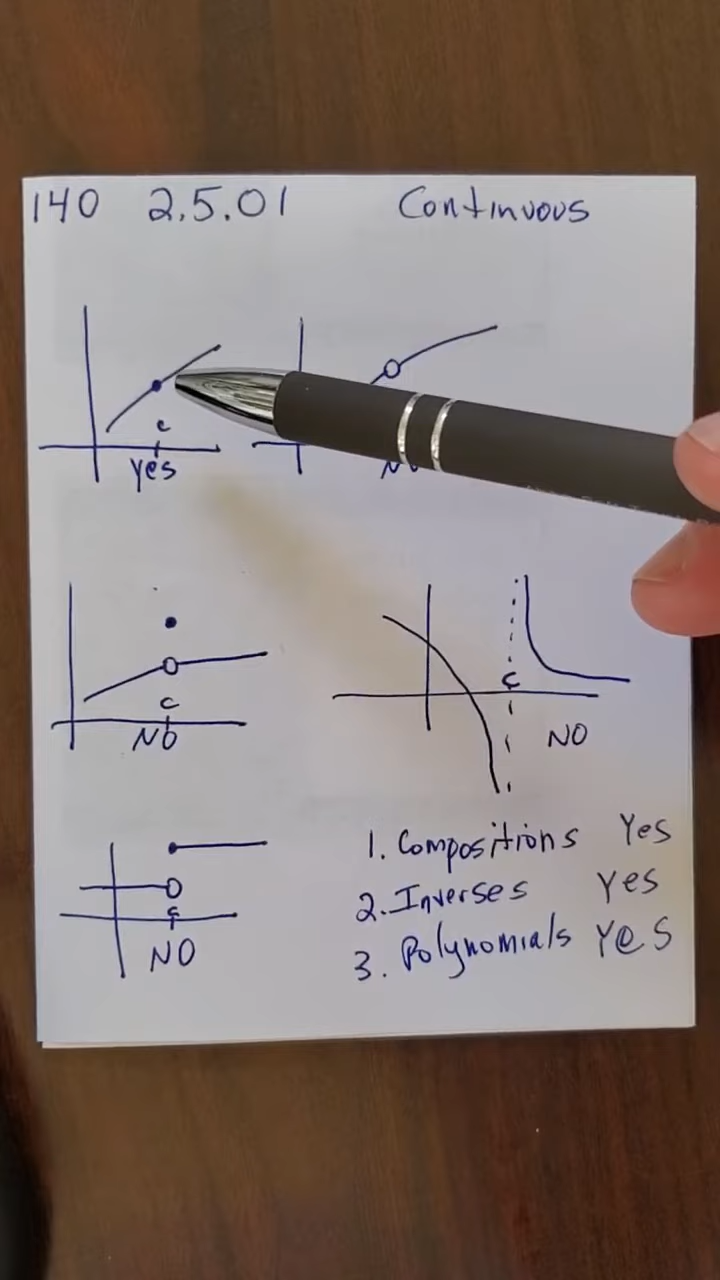 140 2.5.01 Continuous
c
Yes
c
NO
c
NO
c
NO
1. Compositions Yes
2. Inverses Yes
3. Polynomials Yes